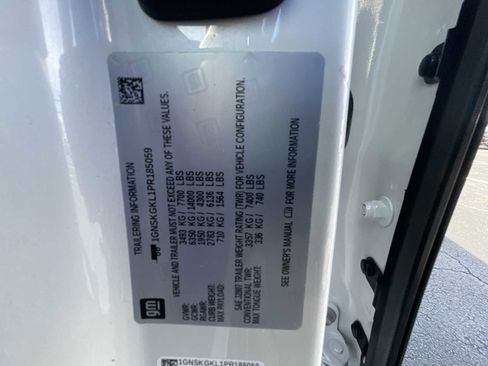 TRAILERING INFORMATION
1GNSKGKL1PR185059
VEHICLE AND TRAILER MUST NOT EXCEED ANY OF THESE VALUES.
GVWR: 3493 KG / 7700 LBS
GCWR: 6350 KG / 14000 LBS
RGAWR: 1950 KG / 4300 LBS
CURB WEIGHT: 2783 KG / 6136 LBS
MAX PAYLOAD: 710 KG / 1564 LBS
SAE J2807 TRAILER WEIGHT RATING (TWR) FOR VEHICLE CONFIGURATION.
CONVENTIONAL TWR: 3357 KG / 7400 LBS
MAX TONGUE WEIGHT: 336 KG / 740 LBS
SEE OWNER'S MANUAL FOR MORE INFORMATION
gm
1GNSKGKL1PR185059